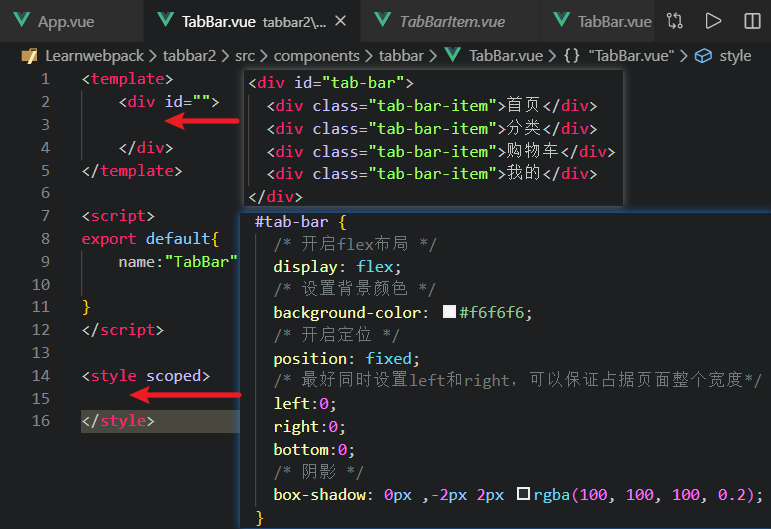 App.vue TabBar.vue tabbar2\... TabBarItem.vue TabBar.vue
Learnwebpack > tabbar2 > src > components > tabbar > TabBar.vue > {} "TabBar.vue" > style
1 <template>
2 <div id="">
3
4 </div>
5 </template>
6
7 <script>
8 export default{
9 name:"TabBar"
10
11 }
12 </script>
13
14 <style scoped>
15
16 </style>
<div id="tab-bar">
<div class="tab-bar-item">首页</div>
<div class="tab-bar-item">分类</div>
<div class="tab-bar-item">购物车</div>
<div class="tab-bar-item">我的</div>
</div>
#tab-bar {
/* 开启flex布局 */
display: flex;
/* 设置背景颜色 */
background-color: #f6f6f6;
/* 开启定位 */
position: fixed;
/* 最好同时设置left和right，可以保证占据页面整个宽度*/
left:0;
right:0;
bottom:0;
/* 阴影 */
box-shadow: 0px ,-2px 2px rgba(100, 100, 100, 0.2);
}